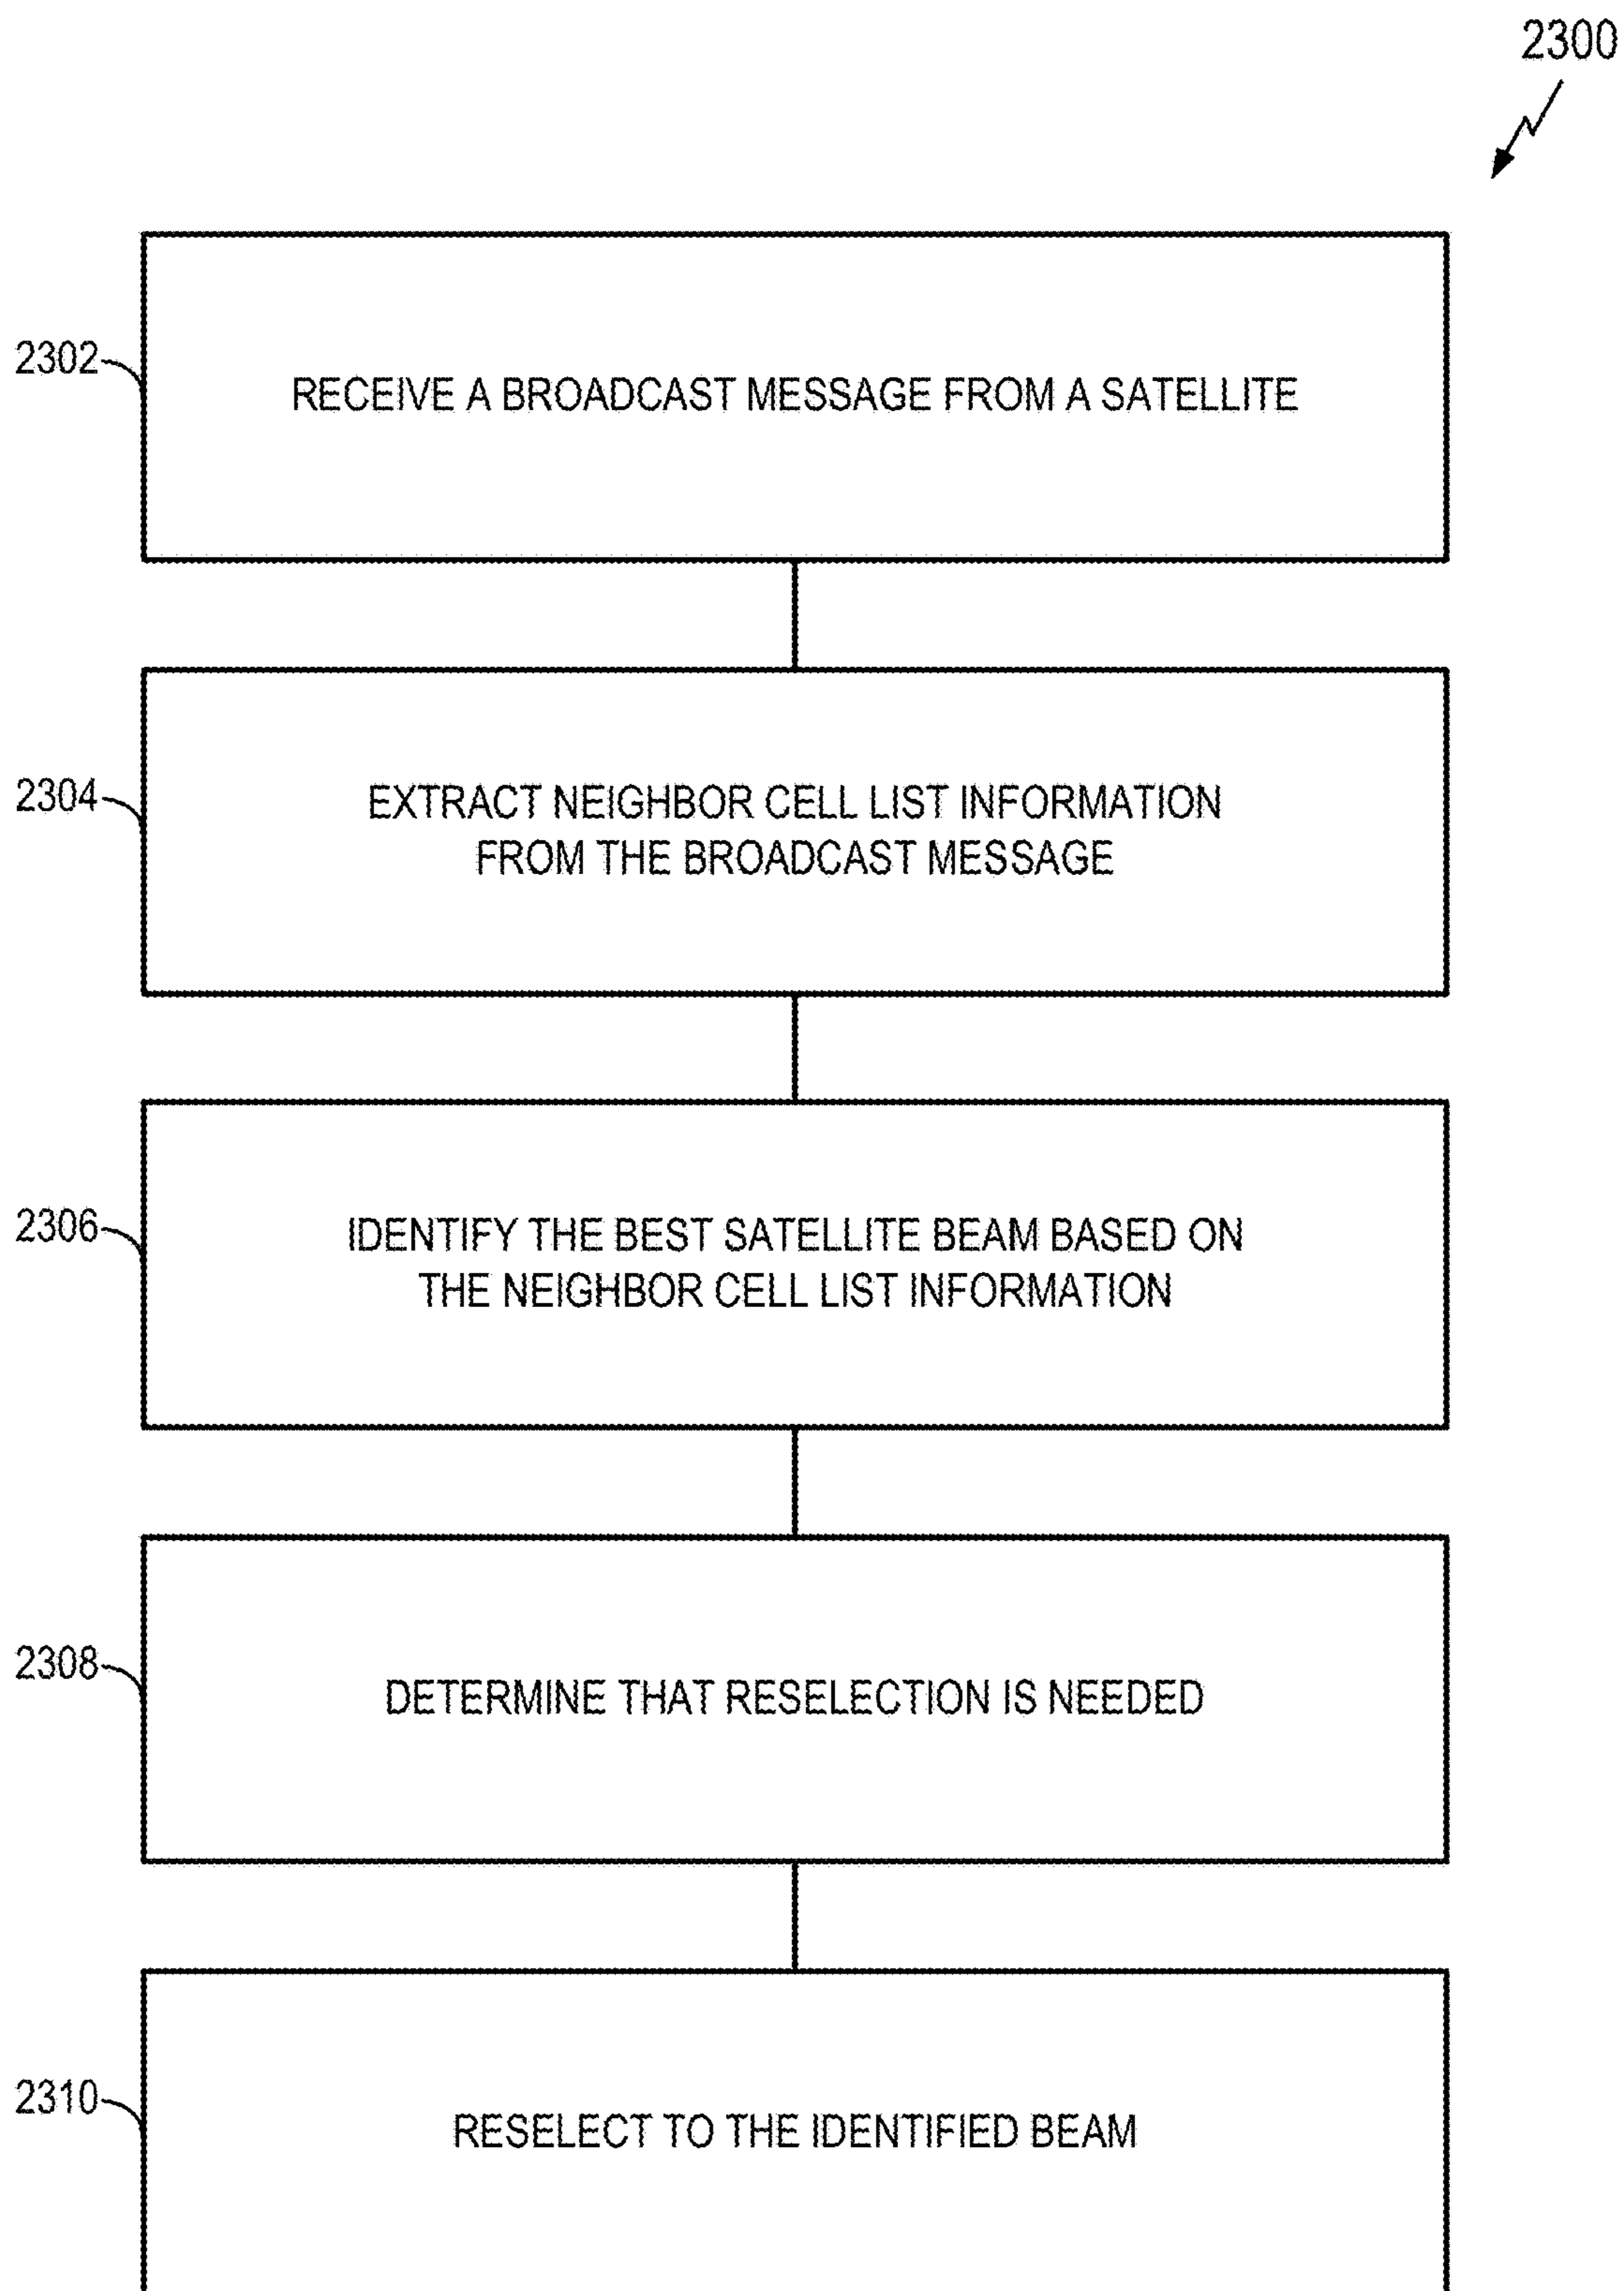 2300
2302
RECEIVE A BROADCAST MESSAGE FROM A SATELLITE
2304
EXTRACT NEIGHBOR CELL LIST INFORMATION
FROM THE BROADCAST MESSAGE
2306
IDENTIFY THE BEST SATELLITE BEAM BASED ON
THE NEIGHBOR CELL LIST INFORMATION
2308
DETERMINE THAT RESELECTION IS NEEDED
2310
RESELECT TO THE IDENTIFIED BEAM